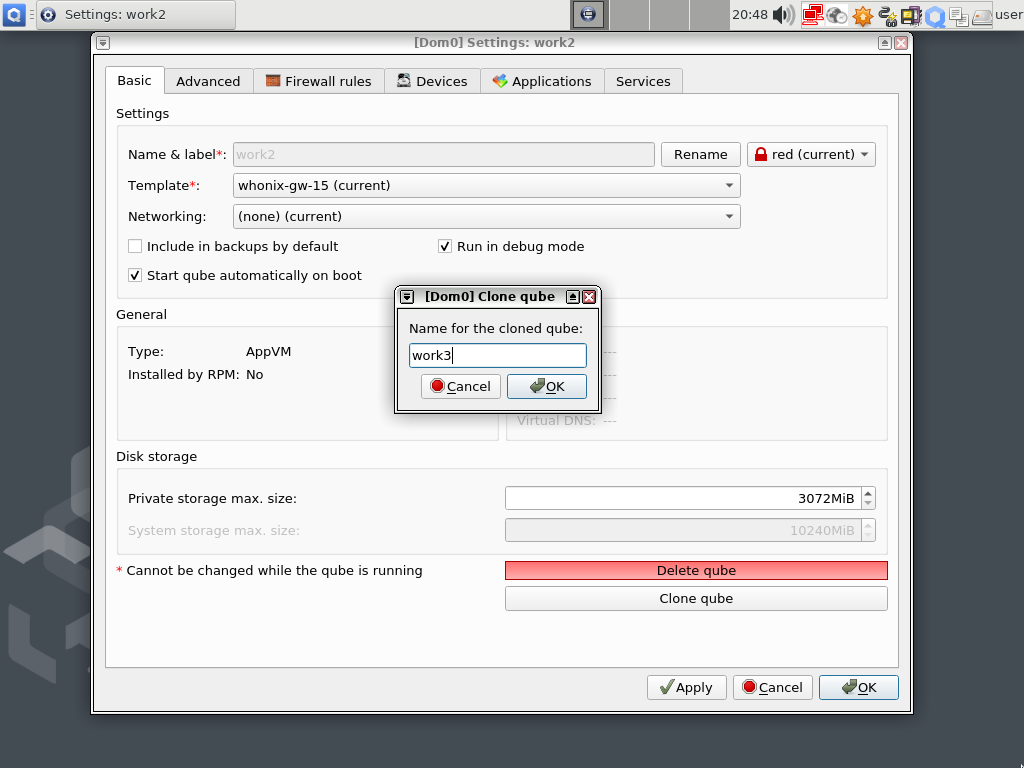 Settings: work2
20:48
user
[Dom0] Settings: work2
Basic
Advanced
Firewall rules
Devices
Applications
Services
Settings
Name & label*:
work2
Rename
red (current)
Template*:
whonix-gw-15 (current)
Networking:
(none) (current)
Include in backups by default
Run in debug mode
Start qube automatically on boot
[Dom0] Clone qube
Name for the cloned qube:
work3
Cancel
OK
General
Type:
AppVM
---
Installed by RPM:
No
---
---
Virtual DNS:
---
Disk storage
Private storage max. size:
3072MiB
System storage max. size:
10240MiB
* Cannot be changed while the qube is running
Delete qube
Clone qube
Apply
Cancel
OK